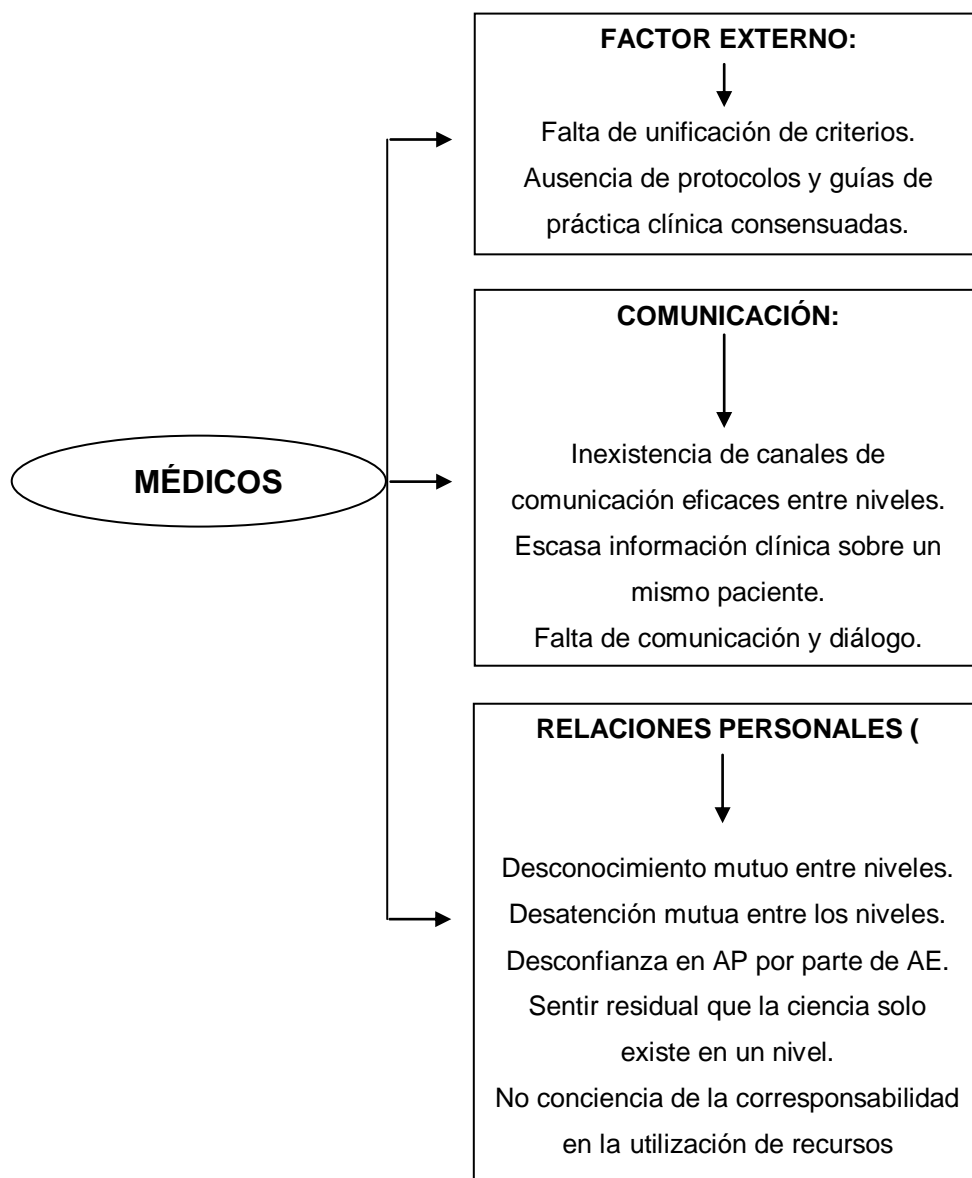 FACTOR EXTERNO:
Falta de unificación de criterios.
Ausencia de protocolos y guías de
práctica clínica consensuadas.
COMUNICACIÓN:
Inexistencia de canales de
comunicación eficaces entre niveles.
Escasa información clínica sobre un
mismo paciente.
Falta de comunicación y diálogo.
MÉDICOS
RELACIONES PERSONALES (
Desconocimiento mutuo entre niveles.
Desatención mutua entre los niveles.
Desconfianza en AP por parte de AE.
Sentir residual que la ciencia solo
existe en un nivel.
No conciencia de la corresponsabilidad
en la utilización de recursos